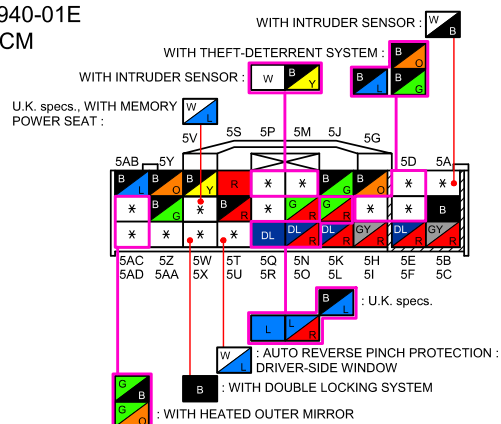 940-01E
CM
WITH INTRUDER SENSOR :
W B
WITH THEFT-DETERRENT SYSTEM :
B O
B L B G
WITH INTRUDER SENSOR :
W B Y
U.K. specs., WITH MEMORY
POWER SEAT :
W L
5V 5S 5P 5M 5J 5G
5AB 5Y 5D 5A
B L B O B Y R * * B G B O * *
* B G * B R * G R G R * * B
* * * * DL DL R DL R GY R DL R GY R
5AC 5Z 5W 5T 5Q 5N 5K 5H 5E 5B
5AD 5AA 5X 5U 5R 5O 5L 5I 5F 5C
B L : U.K. specs.
L L R
W L : AUTO REVERSE PINCH PROTECTION :
DRIVER-SIDE WINDOW
B : WITH DOUBLE LOCKING SYSTEM
G B
G O : WITH HEATED OUTER MIRROR